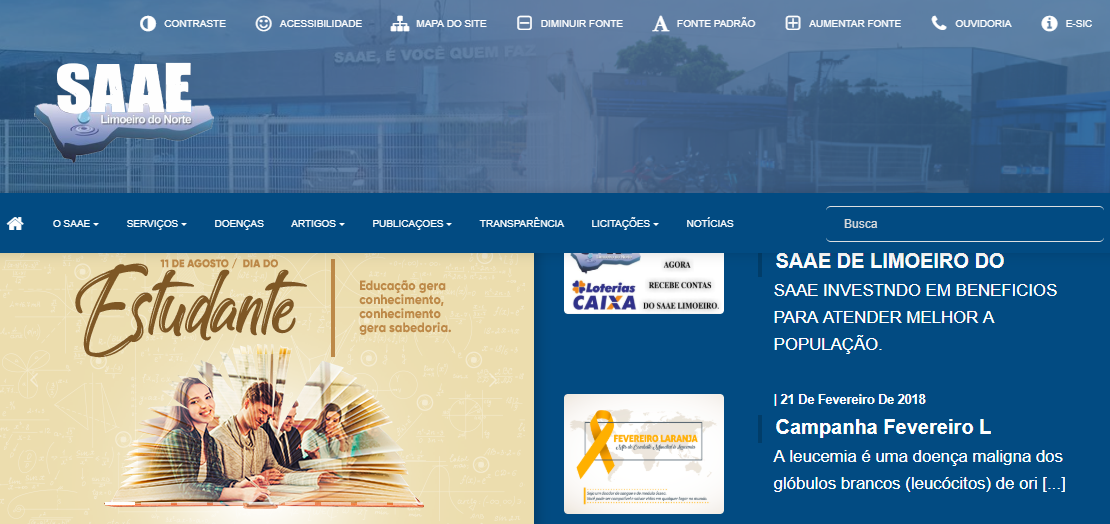 CONTRASTE
ACESSIBILIDADE
MAPA DO SITE
DIMINUIR FONTE
FONTE PADRÃO
AUMENTAR FONTE
OUVIDORIA
E-SIC
SAAE, É VOCÊ QUEM FAZ
SAAE
Limoeiro do Norte
O SAAE
SERVIÇOS
DOENÇAS
ARTIGOS
PUBLICAÇOES
TRANSPARÊNCIA
LICITAÇÕES
NOTÍCIAS
Busca
11 DE AGOSTO / DIA DO
Estudante
Educação gera
conhecimento,
conhecimento
gera sabedoria.
AGORA
RECEBE CONTAS
DO SAAE LIMOEIRO.
Loterias
CAIXA
SAAE DE LIMOEIRO DO
SAAE INVESTNDO EM BENEFICIOS
PARA ATENDER MELHOR A
POPULAÇÃO.
FEVEREIRO LARANJA
| 21 De Fevereiro De 2018
Campanha Fevereiro L
A leucemia é uma doença maligna dos
glóbulos brancos (leucócitos) de ori [...]